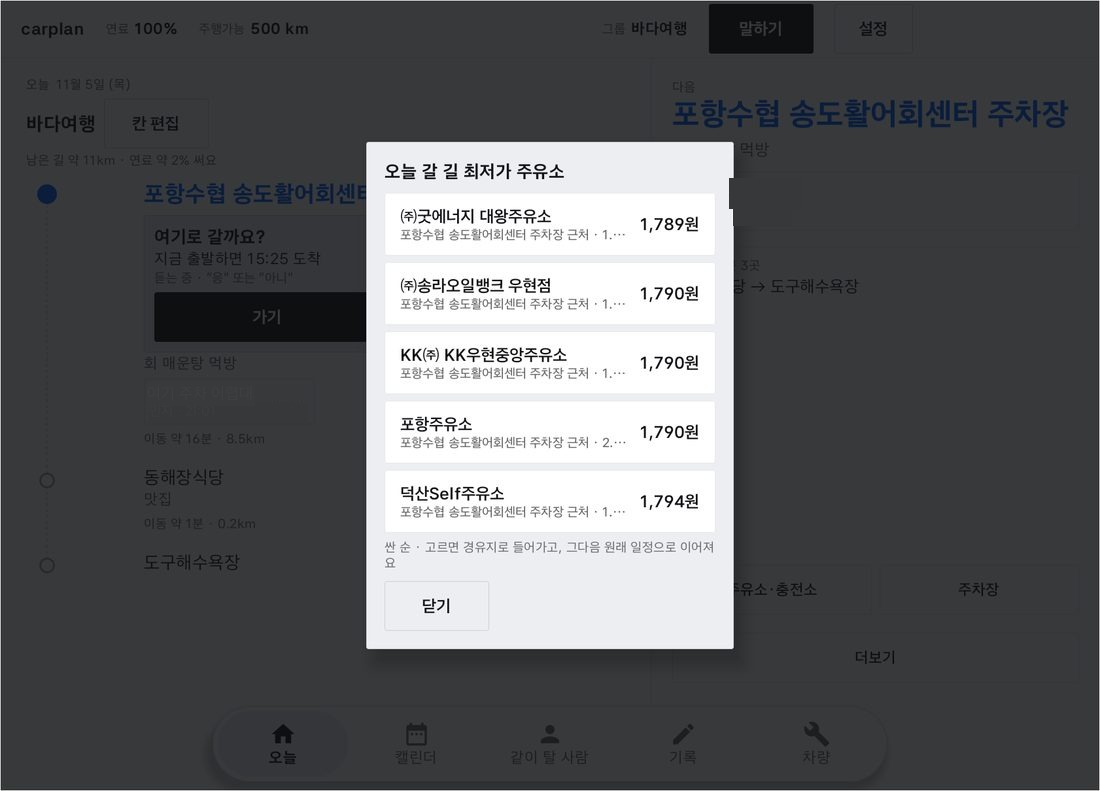 carplan 연료 100% 주행가능 500 km 그룹 바다여행 말하기 설정
오늘 11월 5일 (목)
바다여행 칸 편집
남은 길 약 11km · 연료 약 2% 써요
포항수협 송도활어회센터
여기로 갈까요?
지금 출발하면 15:25 도착
듣는 중 · "응" 또는 "아니"
가기
회 매운탕 먹방
이동 약 16분 · 8.5km
동해장식당
맛집
이동 약 1분 · 0.2km
도구해수욕장
오늘 갈 길 최저가 주유소
㈜굿에너지 대왕주유소
포항수협 송도활어회센터 주차장 근처 · 1.…
1,789원
㈜송라오일뱅크 우현점
포항수협 송도활어회센터 주차장 근처 · 1.…
1,790원
KK㈜ KK우현중앙주유소
포항수협 송도활어회센터 주차장 근처 · 1.…
1,790원
포항주유소
포항수협 송도활어회센터 주차장 근처 · 2.…
1,790원
덕산Self주유소
포항수협 송도활어회센터 주차장 근처 · 1.…
1,794원
싼 순 · 고르면 경유지로 들어가고, 그다음 원래 일정으로 이어져
요
닫기
다음
포항수협 송도활어회센터 주차장
먹방
3곳
당 → 도구해수욕장
주유소·충전소 주차장
더보기
오늘 캘린더 같이 탈 사람 기록 차량